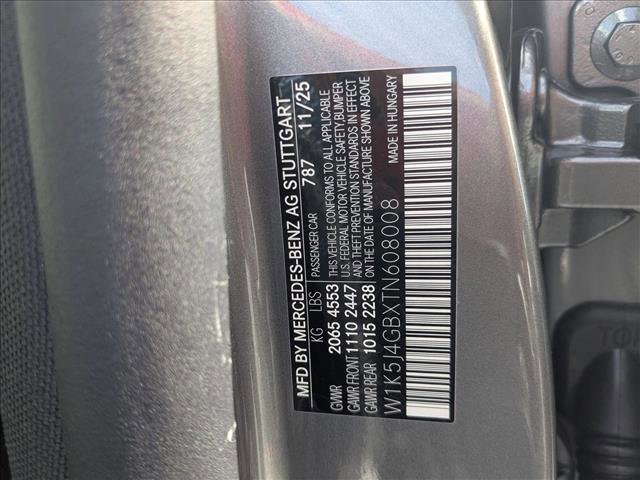 MFD BY MERCEDES-BENZ AG STUTTGART
PASSENGER CAR 787 11/25
KG LBS
GVWR 2065 4553
GAWR FRONT 1110 2447
GAWR REAR 1015 2238
THIS VEHICLE CONFORMS TO ALL APPLICABLE
U.S. FEDERAL MOTOR VEHICLE SAFETY,BUMPER
AND THEFT PREVENTION STANDARDS IN EFFECT
ON THE DATE OF MANUFACTURE SHOWN ABOVE
MADE IN HUNGARY
W1K5J4GBXTN608008